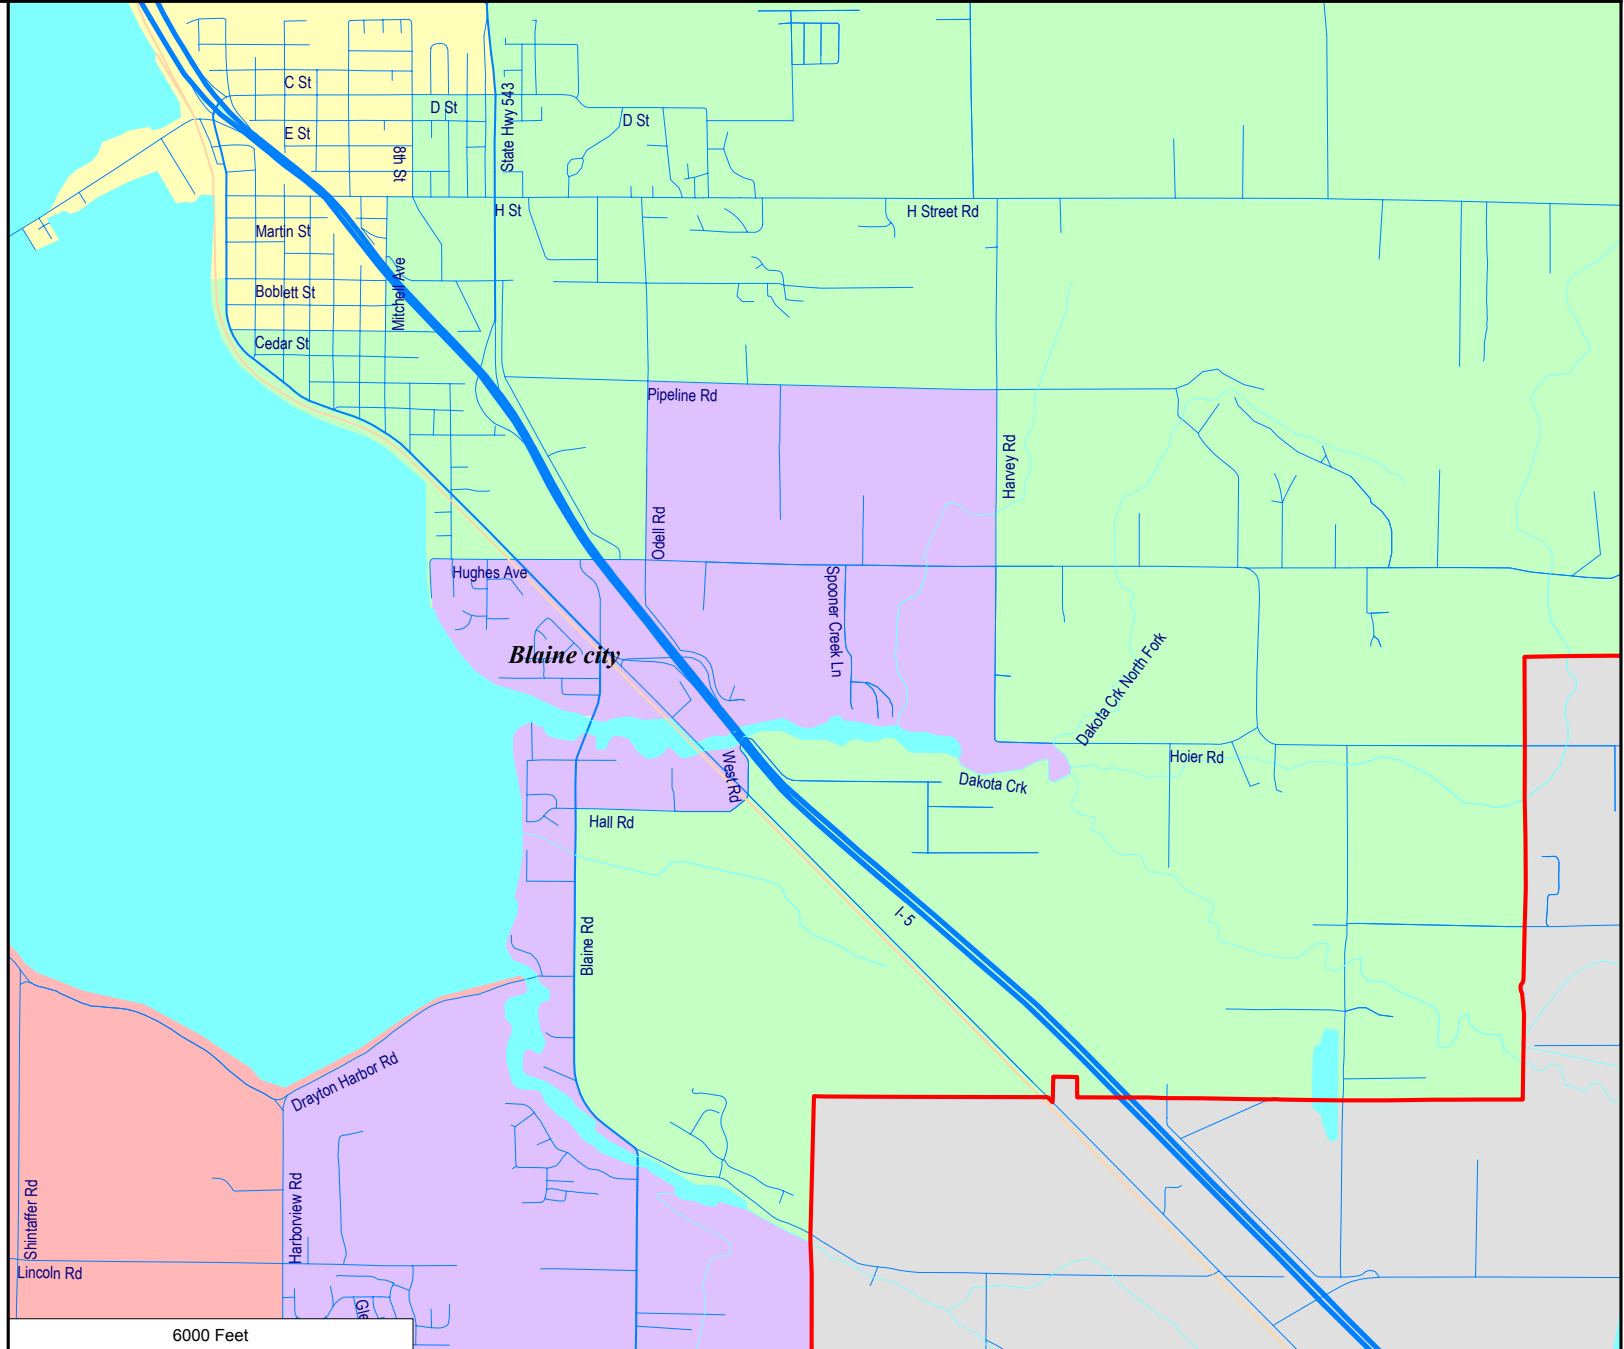 C St
D St
State Hwy 543
D St
E St
8th St
H St
H Street Rd
Martin St
Mitchell Ave
Boblett St
Cedar St
Pipeline Rd
Harvey Rd
Odell Rd
Hughes Ave
Spooner Creek Ln
Blaine city
Dakota Crk North Fork
West Rd
Hoier Rd
Dakota Crk
Hall Rd
I-5
Blaine Rd
Drayton Harbor Rd
Shintaffer Rd
Harborview Rd
Lincoln Rd
Gle
6000 Feet